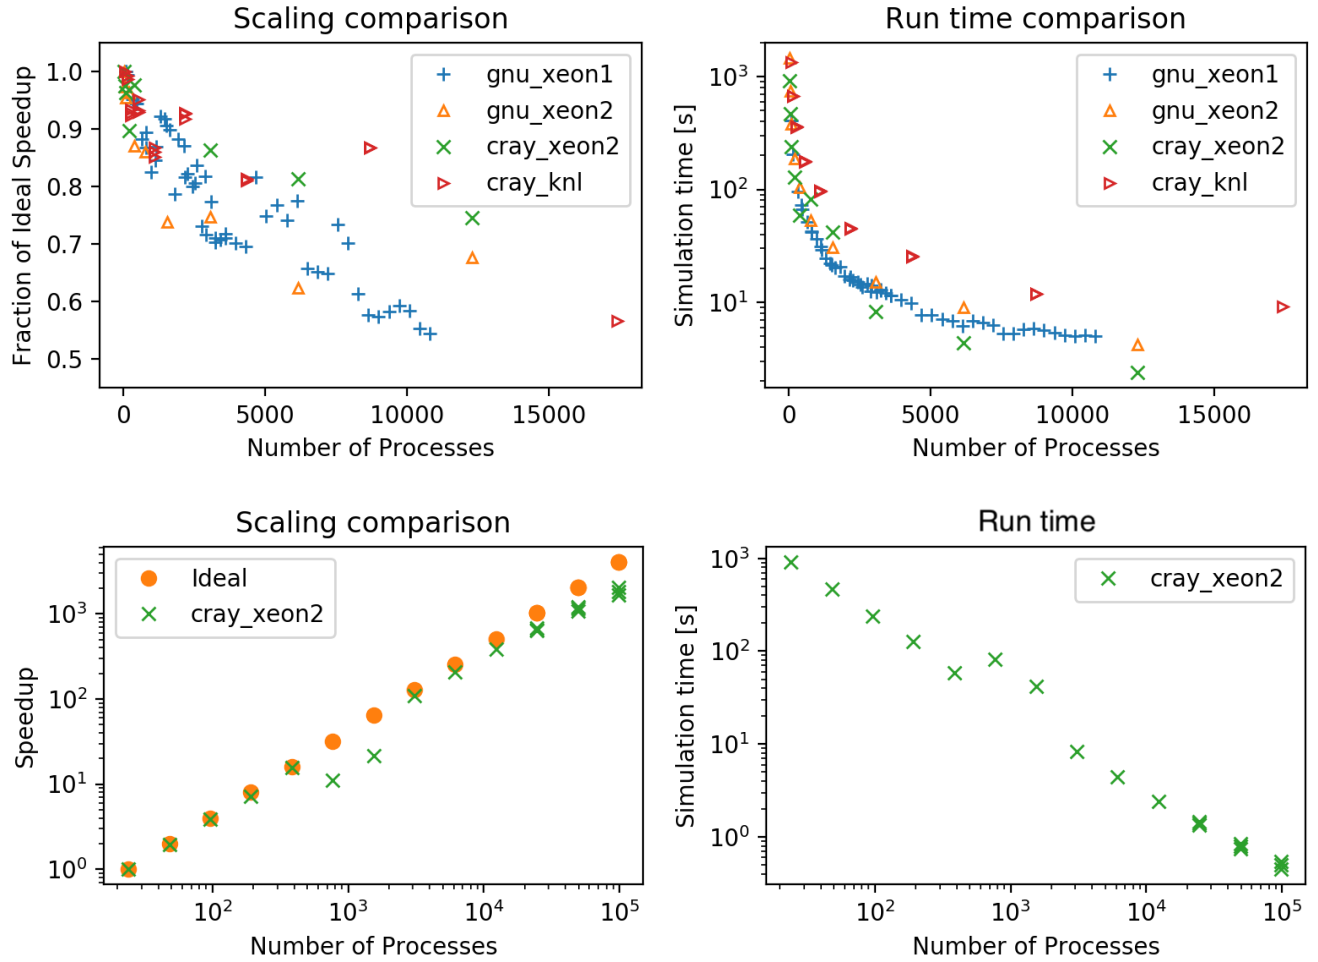 Scaling comparison
Fraction of Ideal Speedup
1.0
0.9
0.8
0.7
0.6
0.5
gnu_xeon1
gnu_xeon2
cray_xeon2
cray_knl
0 5000 10000 15000
Number of Processes
Run time comparison
Simulation time [s]
10³
10²
10¹
gnu_xeon1
gnu_xeon2
cray_xeon2
cray_knl
0 5000 10000 15000
Number of Processes
Scaling comparison
Speedup
10³
10²
10¹
10⁰
Ideal
cray_xeon2
10² 10³ 10⁴ 10⁵
Number of Processes
Run time
Simulation time [s]
10³
10²
10¹
10⁰
cray_xeon2
10² 10³ 10⁴ 10⁵
Number of Processes